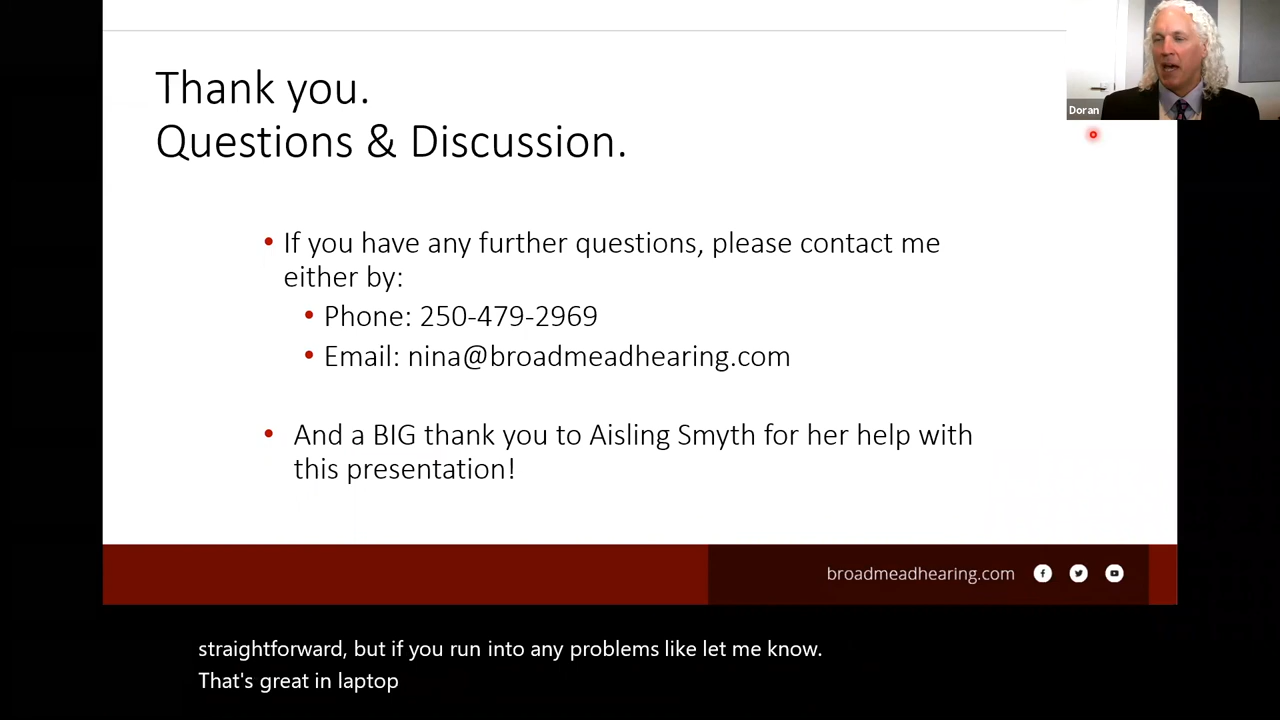 Thank you.
Questions & Discussion.
Doran
• If you have any further questions, please contact me
either by:
• Phone: 250-479-2969
• Email: nina@broadmeadhearing.com
• And a BIG thank you to Aisling Smyth for her help with
this presentation!
broadmeadhearing.com
straightforward, but if you run into any problems like let me know.
That's great in laptop